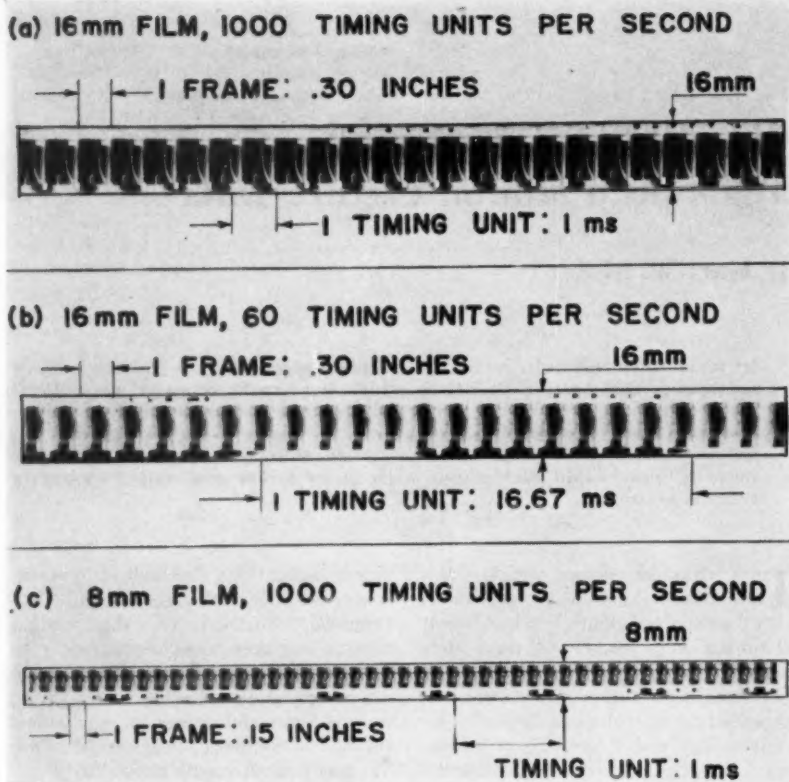 (a) 16mm FILM, 1000 TIMING UNITS PER SECOND
1 FRAME: .30 INCHES
16mm
1 TIMING UNIT: 1 ms
(b) 16mm FILM, 60 TIMING UNITS PER SECOND
1 FRAME: .30 INCHES
16mm
1 TIMING UNIT: 16.67 ms
(c) 8mm FILM, 1000 TIMING UNITS PER SECOND
8mm
1 FRAME: .15 INCHES
TIMING UNIT: 1ms